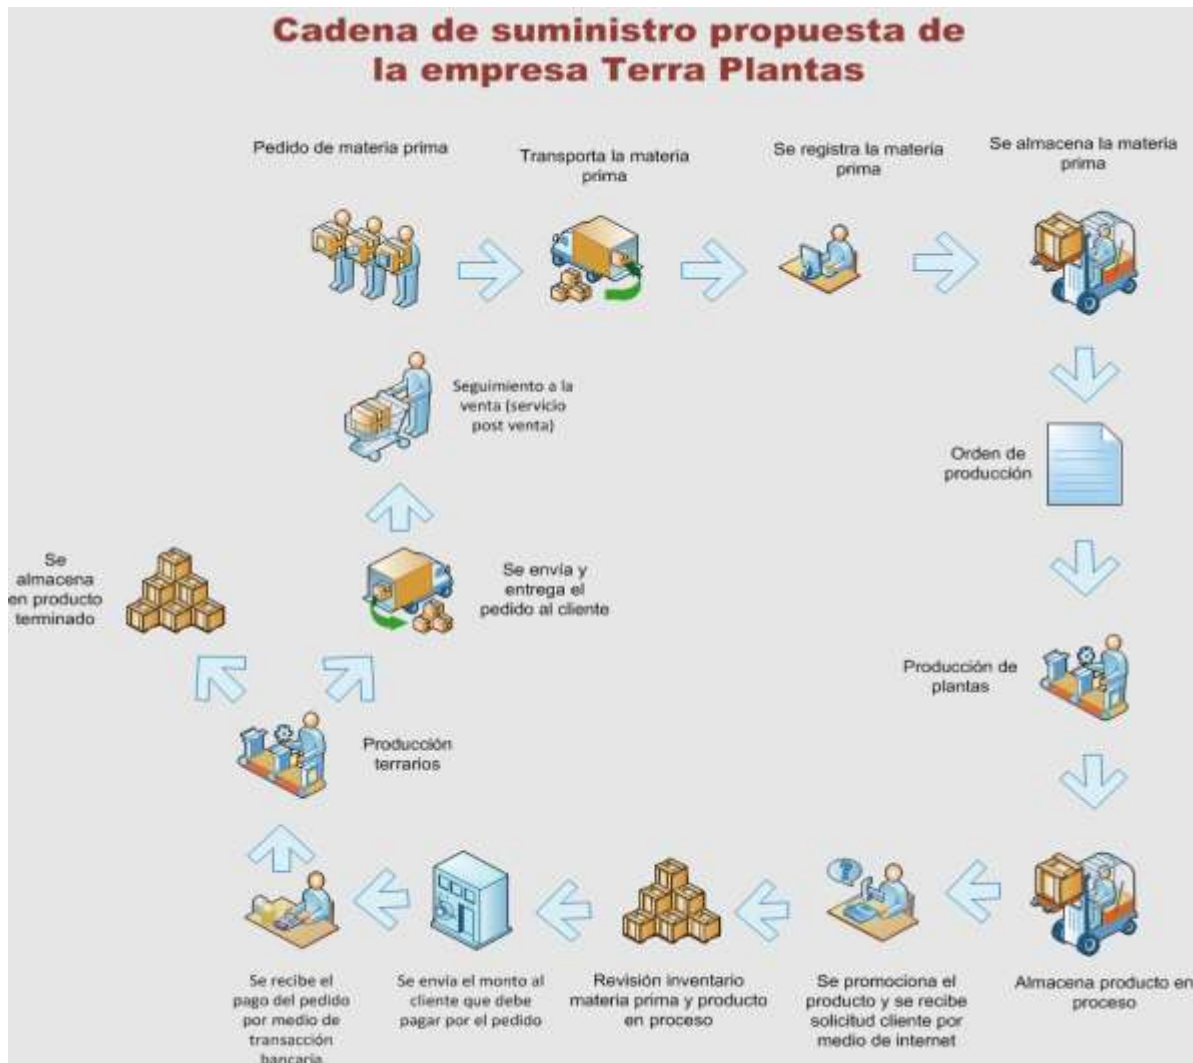 Cadena de suministro propuesta de
la empresa Terra Plantas
Pedido de materia prima
Transporta la materia
prima
Se registra la materia
prima
Se almacena la materia
prima
Seguimiento a la
venta (servicio
post venta)
Orden de
producción
Se
almacena
en producto
terminado
Se envía y
entrega el
pedido al cliente
Producción de
plantas
Producción
terrarios
Se recibe el
pago del pedido
por medio de
transacción
bancaria
Se envía el monto al
cliente que debe
pagar por el pedido
Revisión inventario
materia prima y producto
en proceso
Se promociona el
producto y se recibe
solicitud cliente por
medio de internet
Almacena producto en
proceso